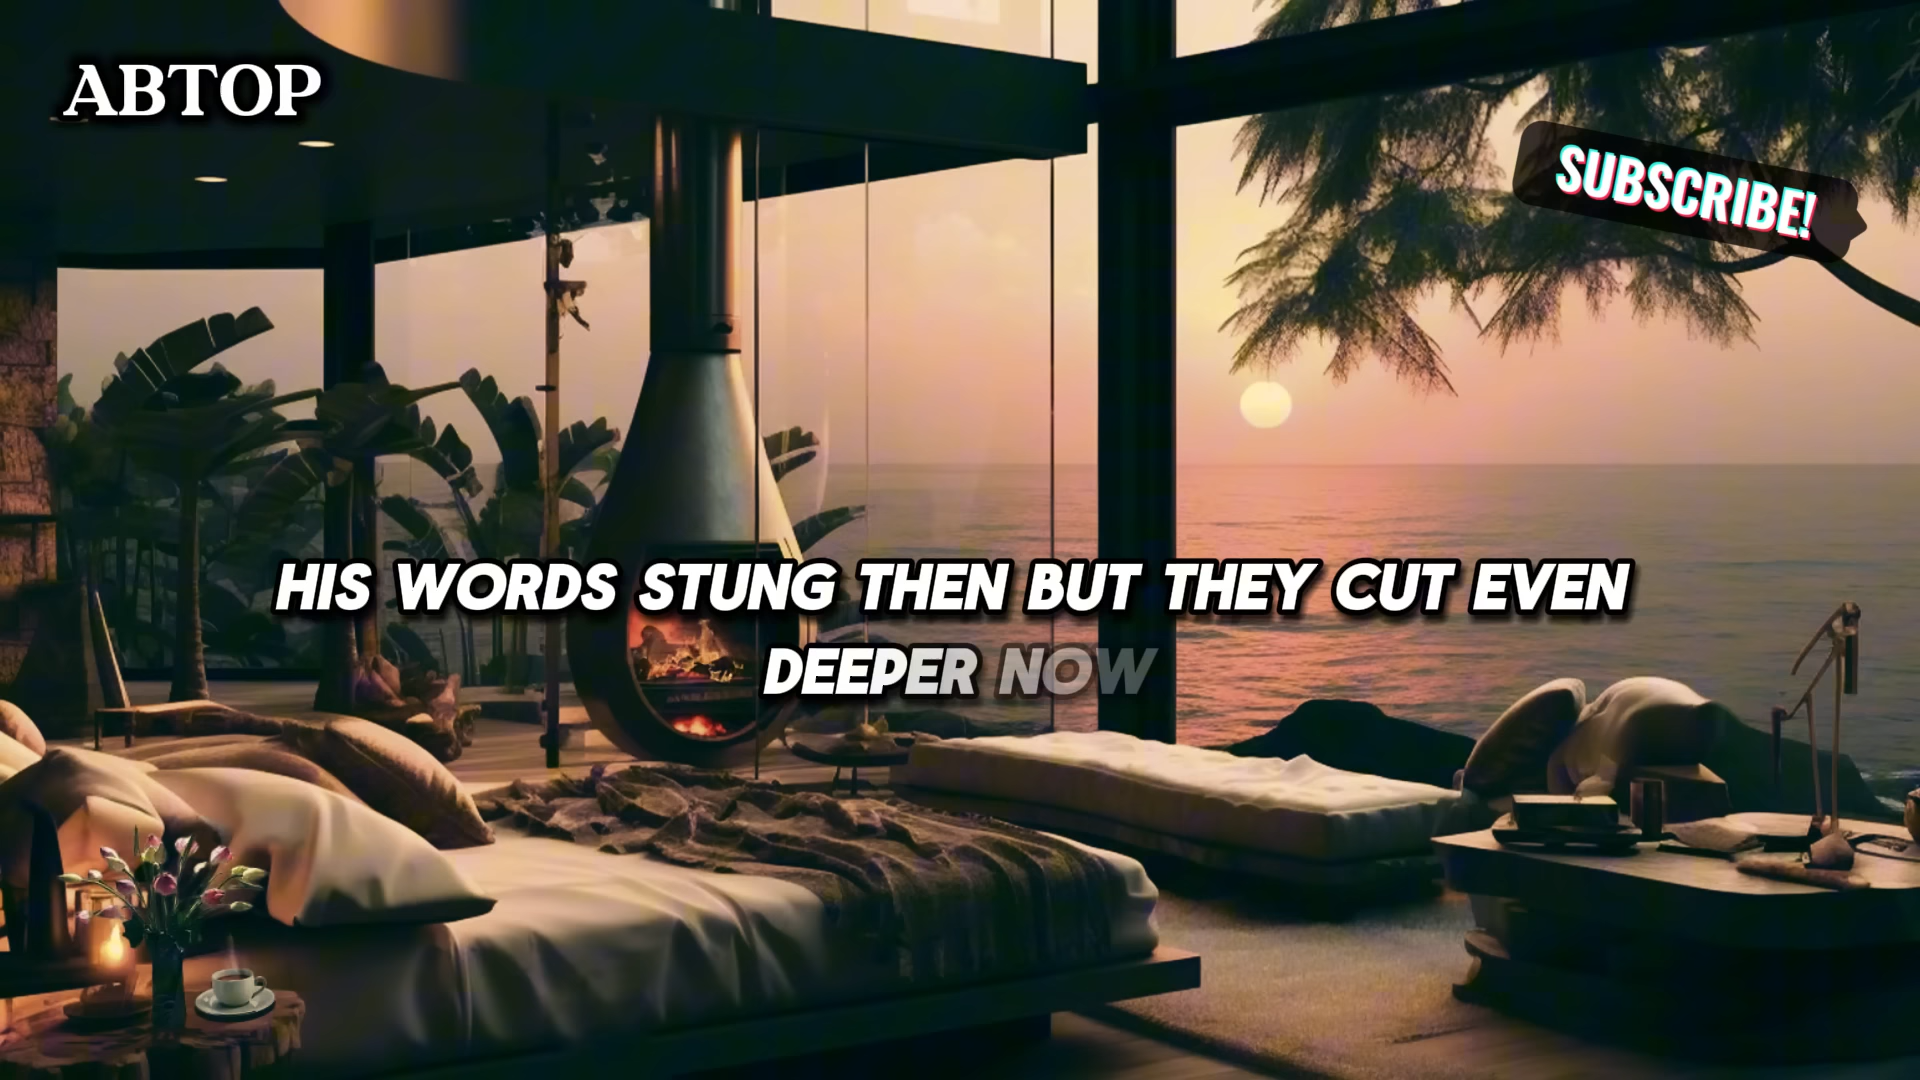 ABTOP
SUBSCRIBE!
HIS WORDS STUNG THEN BUT THEY CUT EVEN
DEEPER NOW